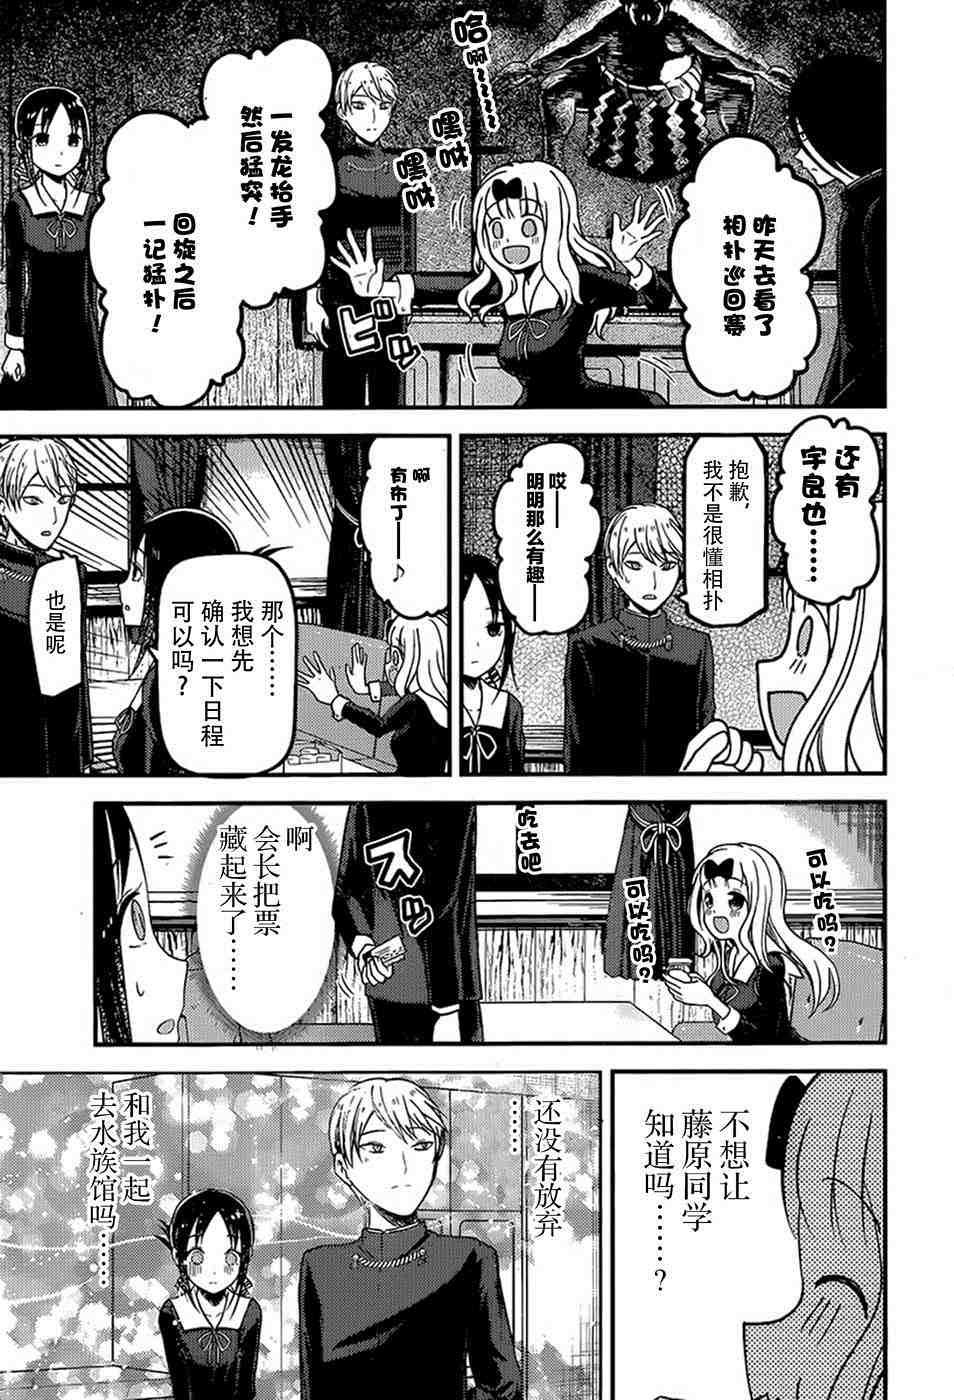 昨天去看了
相扑巡回赛
哈
啊~~~~~
嘿哒
嘿哒
ピッ
一发龙抬手
然后猛突！
回旋之后
一记猛扑！
还有
宇良也……
抱歉，
我不是很懂相扑
哎——
明明那么有趣——
啊
有布丁——♪
那个……
我想先
确认一下日程
可以吗？
也是呢
可以吃吗？
可以吃吗？
吃去吧
スッ
啊
会长把票
藏起来了……
不想让
藤原同学
知道吗……？
还没有放弃
……
和我一起
去水族馆吗……